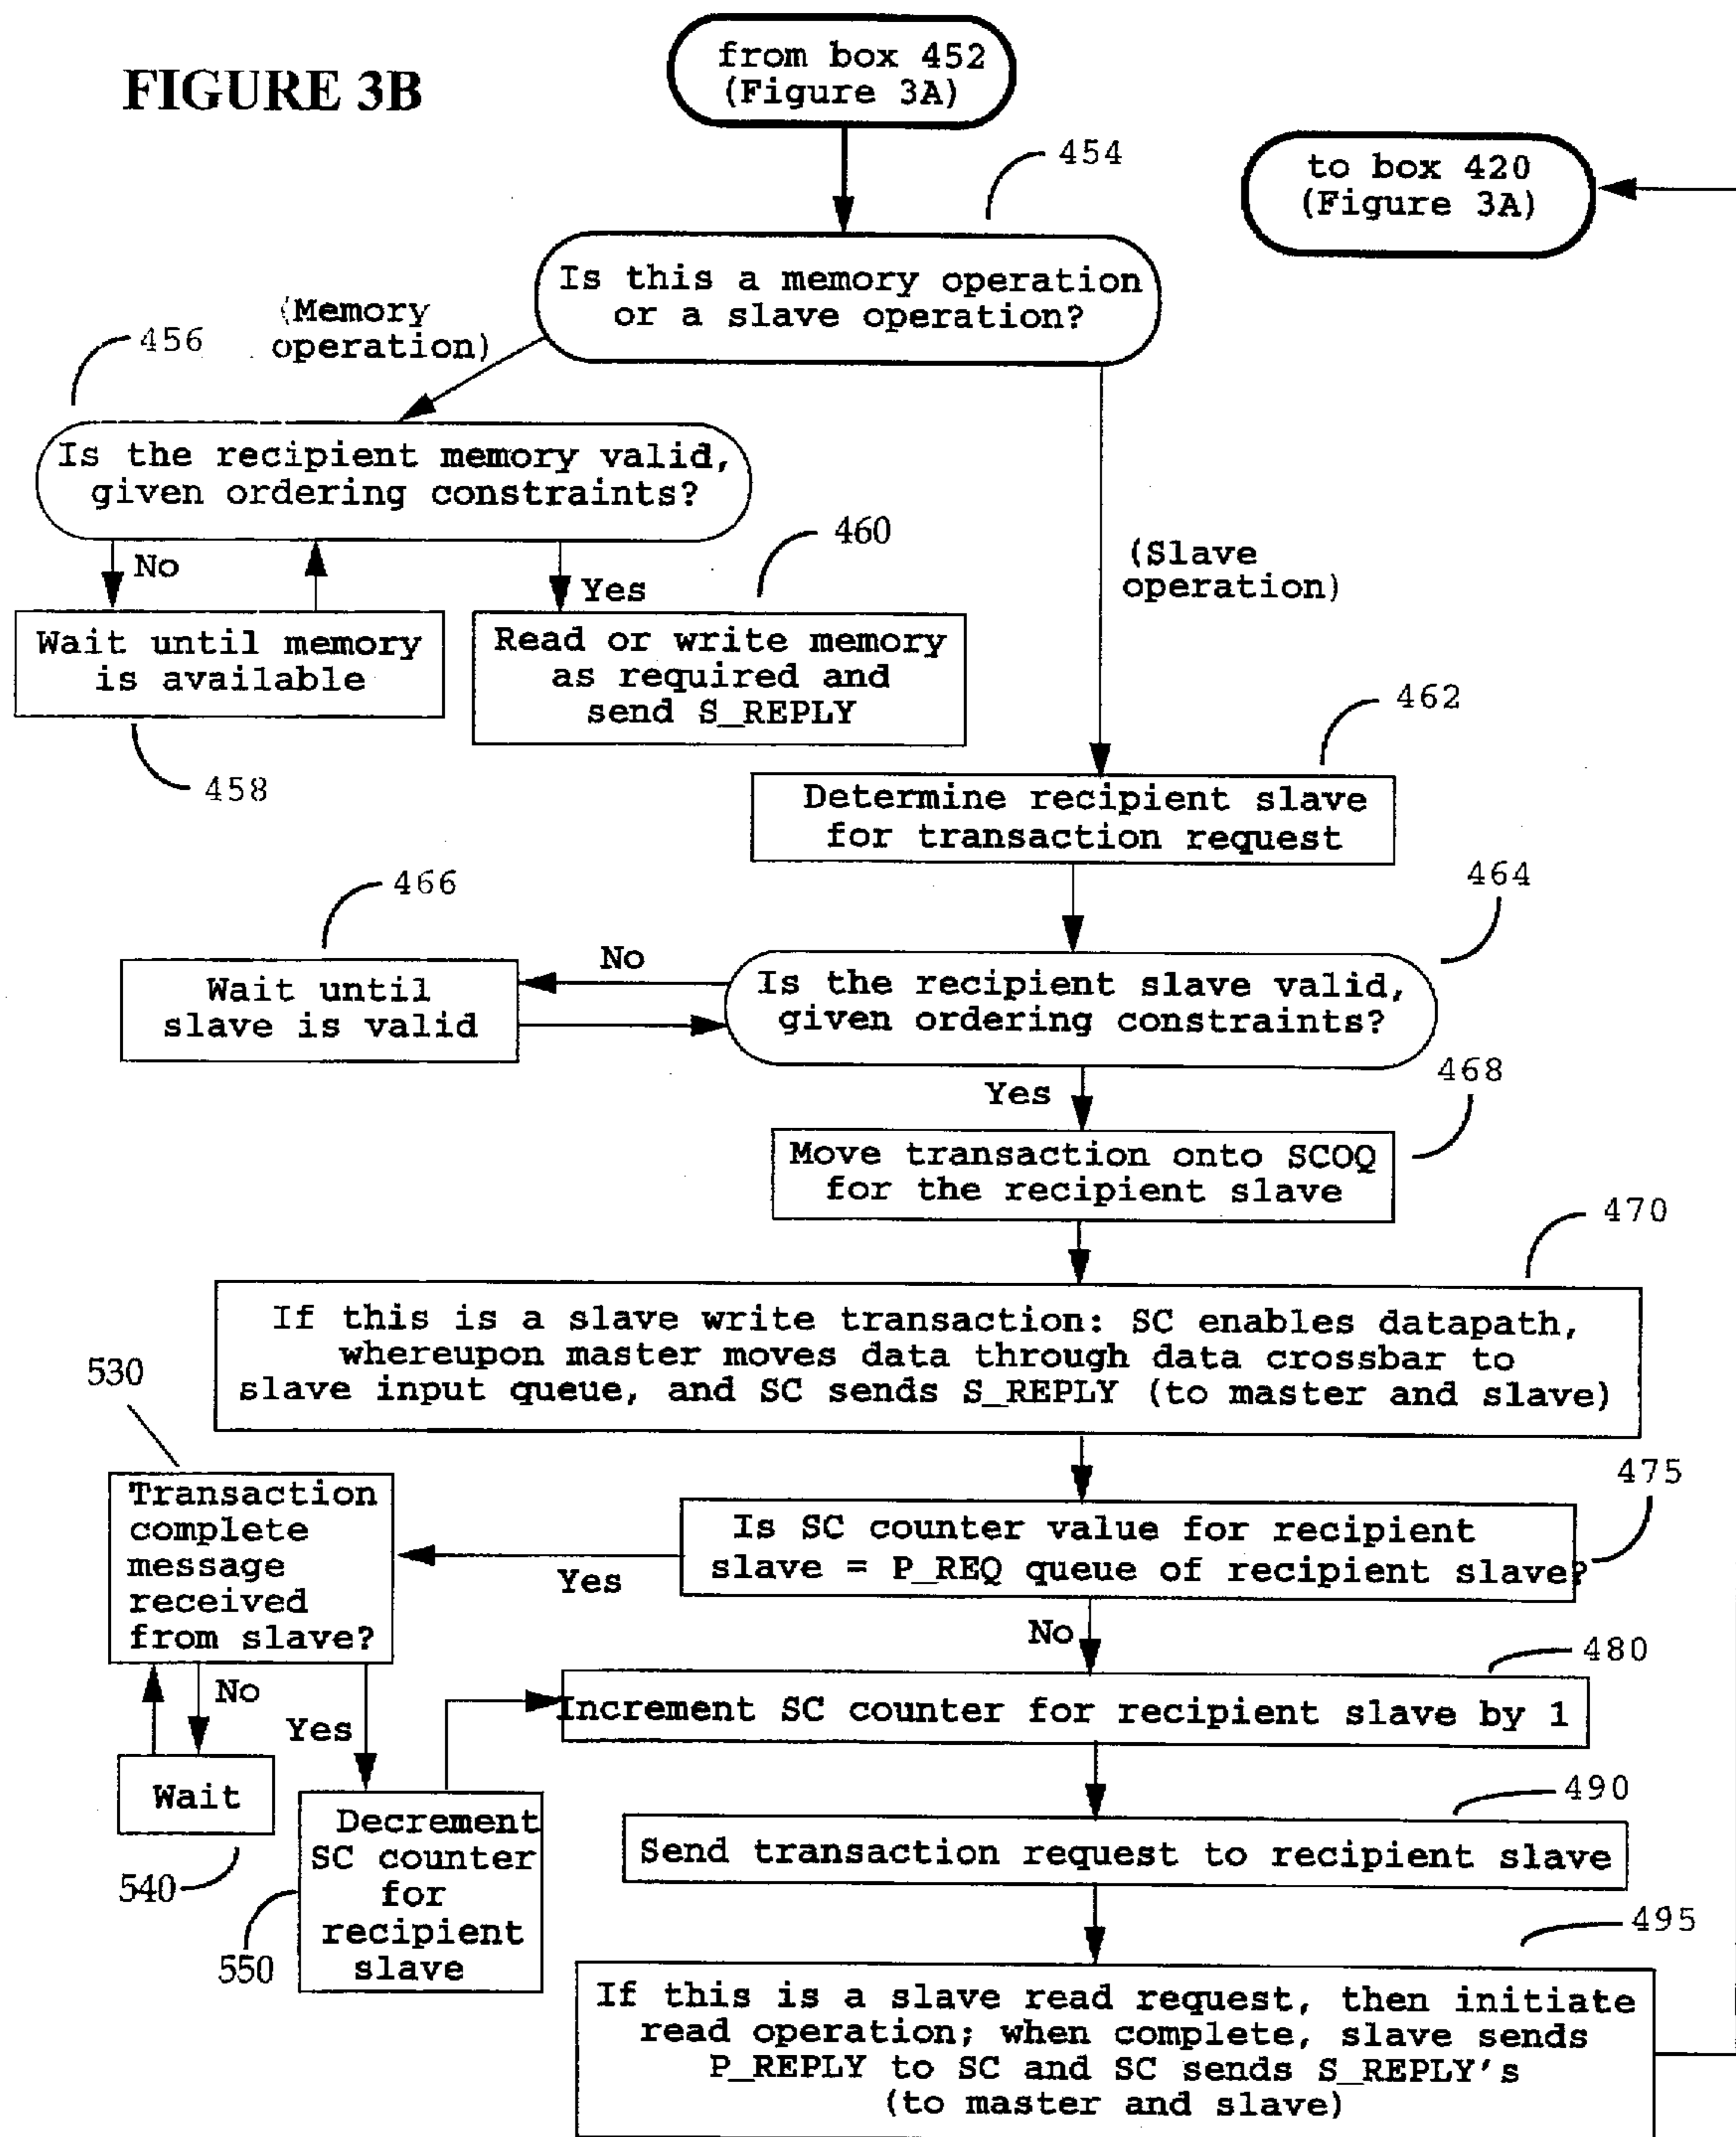 FIGURE 3B
from box 452
(Figure 3A)
to box 420
(Figure 3A)
454
Is this a memory operation
or a slave operation?
(Memory
operation)
456
Is the recipient memory valid,
given ordering constraints?
No
Yes
460
Wait until memory
is available
458
Read or write memory
as required and
send S_REPLY
(Slave
operation)
462
Determine recipient slave
for transaction request
464
466
No
Wait until
slave is valid
Is the recipient slave valid,
given ordering constraints?
Yes
468
Move transaction onto SCOQ
for the recipient slave
470
If this is a slave write transaction: SC enables datapath,
whereupon master moves data through data crossbar to
slave input queue, and SC sends S_REPLY (to master and slave)
530
475
Transaction
complete
message
received
from slave?
Yes
Is SC counter value for recipient
slave = P_REQ queue of recipient slave?
No
480
No
Yes
Increment SC counter for recipient slave by 1
Wait
540
490
Decrement
SC counter
for
recipient
slave
550
Send transaction request to recipient slave
495
If this is a slave read request, then initiate
read operation; when complete, slave sends
P_REPLY to SC and SC sends S_REPLY's
(to master and slave)